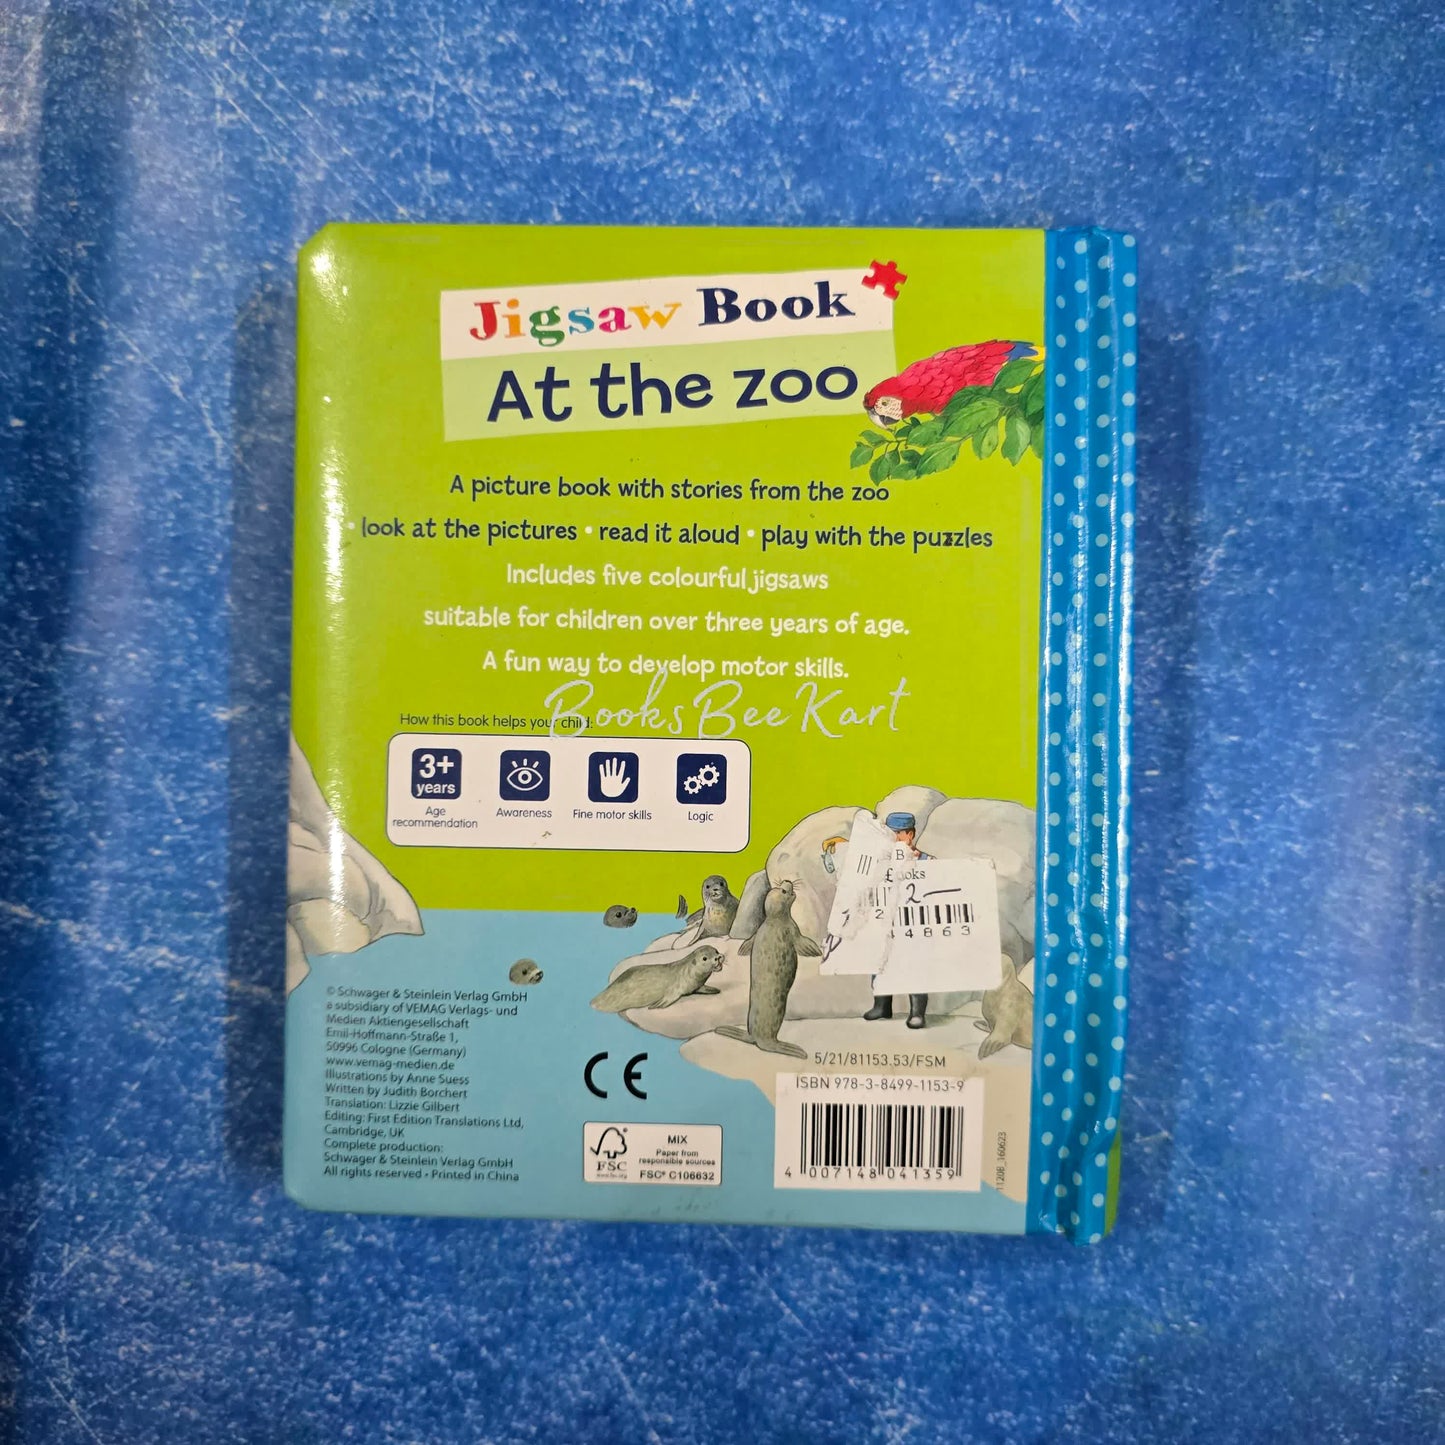 Jigsaw Book
At the zoo
A picture book with stories from the zoo
• look at the pictures • read it aloud • play with the puzzles
Includes five colourful jigsaws
suitable for children over three years of age.
A fun way to develop motor skills.
BooksBeeKart
How this book helps your child:
3+
years
Age
recommendation
Awareness
Fine motor skills
Logic
£
2-
44863
© Schwager & Steinlein Verlag GmbH
a subsidiary of VEMAG Verlags- und
Medien Aktiengesellschaft
Emil-Hoffmann-Straße 1,
50996 Cologne (Germany)
www.vemag-medien.de
Illustrations by Anne Suess
Written by Judith Borchert
Translation: Lizzie Gilbert
Editing: First Edition Translations Ltd,
Cambridge, UK
Complete production:
Schwager & Steinlein Verlag GmbH
All rights reserved • Printed in China
CE
FSC
www.fsc.org
MIX
Paper from
responsible sources
FSC® C106632
5/21/81153.53/FSM
ISBN 978-3-8499-1153-9
4 007148 041359
11208_160623